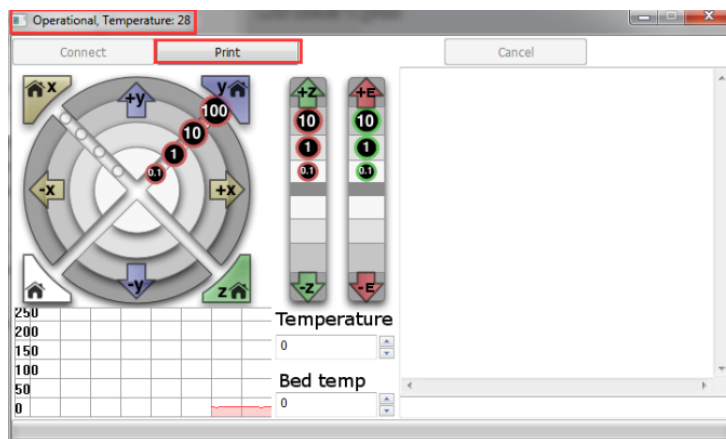 Operational, Temperature: 28
Connect
Print
Cancel
x
+y
y
100
10
1
0.1
-x
+x
-y
z
+Z
10
1
0.1
-Z
+E
10
1
0.1
-E
250
200
150
100
50
0
Temperature
0
Bed temp
0